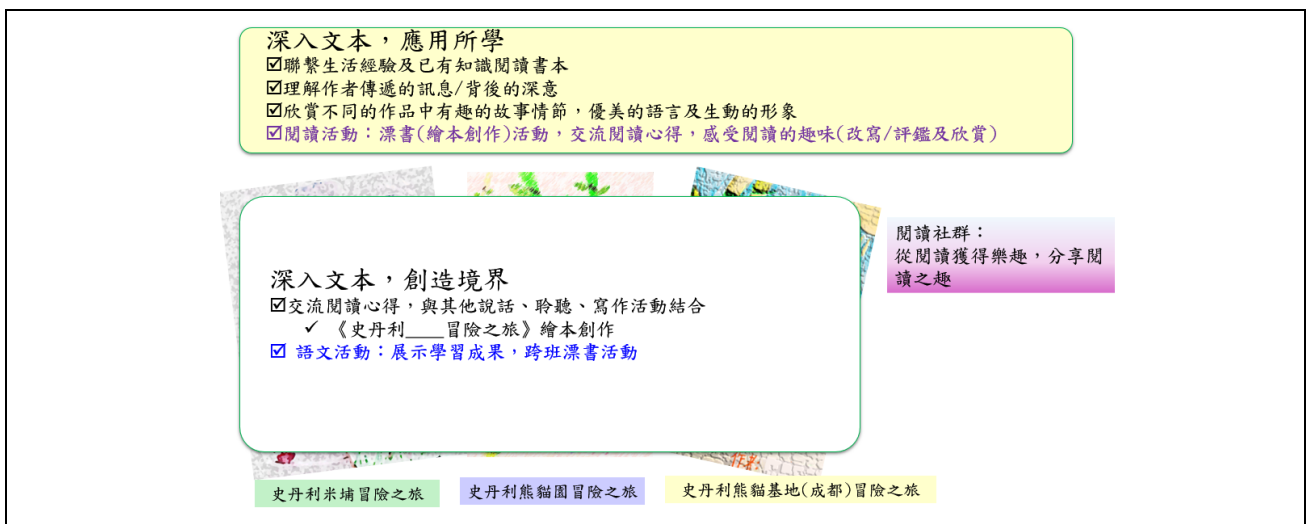 深入文本，應用所學
☑聯繫生活經驗及已有知識閱讀書本
☑理解作者傳遞的訊息/背後的深意
☑欣賞不同的作品中有趣的故事情節，優美的語言及生動的形象
☑閱讀活動：漂書(繪本創作)活動，交流閱讀心得，感受閱讀的趣味(改寫/評鑑及欣賞)
閱讀社群：
從閱讀獲得樂趣，分享閱
讀之趣
深入文本，創造境界
☑交流閱讀心得，與其他說話、聆聽、寫作活動結合
✓ 《史丹利____冒險之旅》繪本創作
☑ 語文活動：展示學習成果，跨班漂書活動
史丹利米埔冒險之旅
史丹利熊貓園冒險之旅
史丹利熊貓基地(成都)冒險之旅